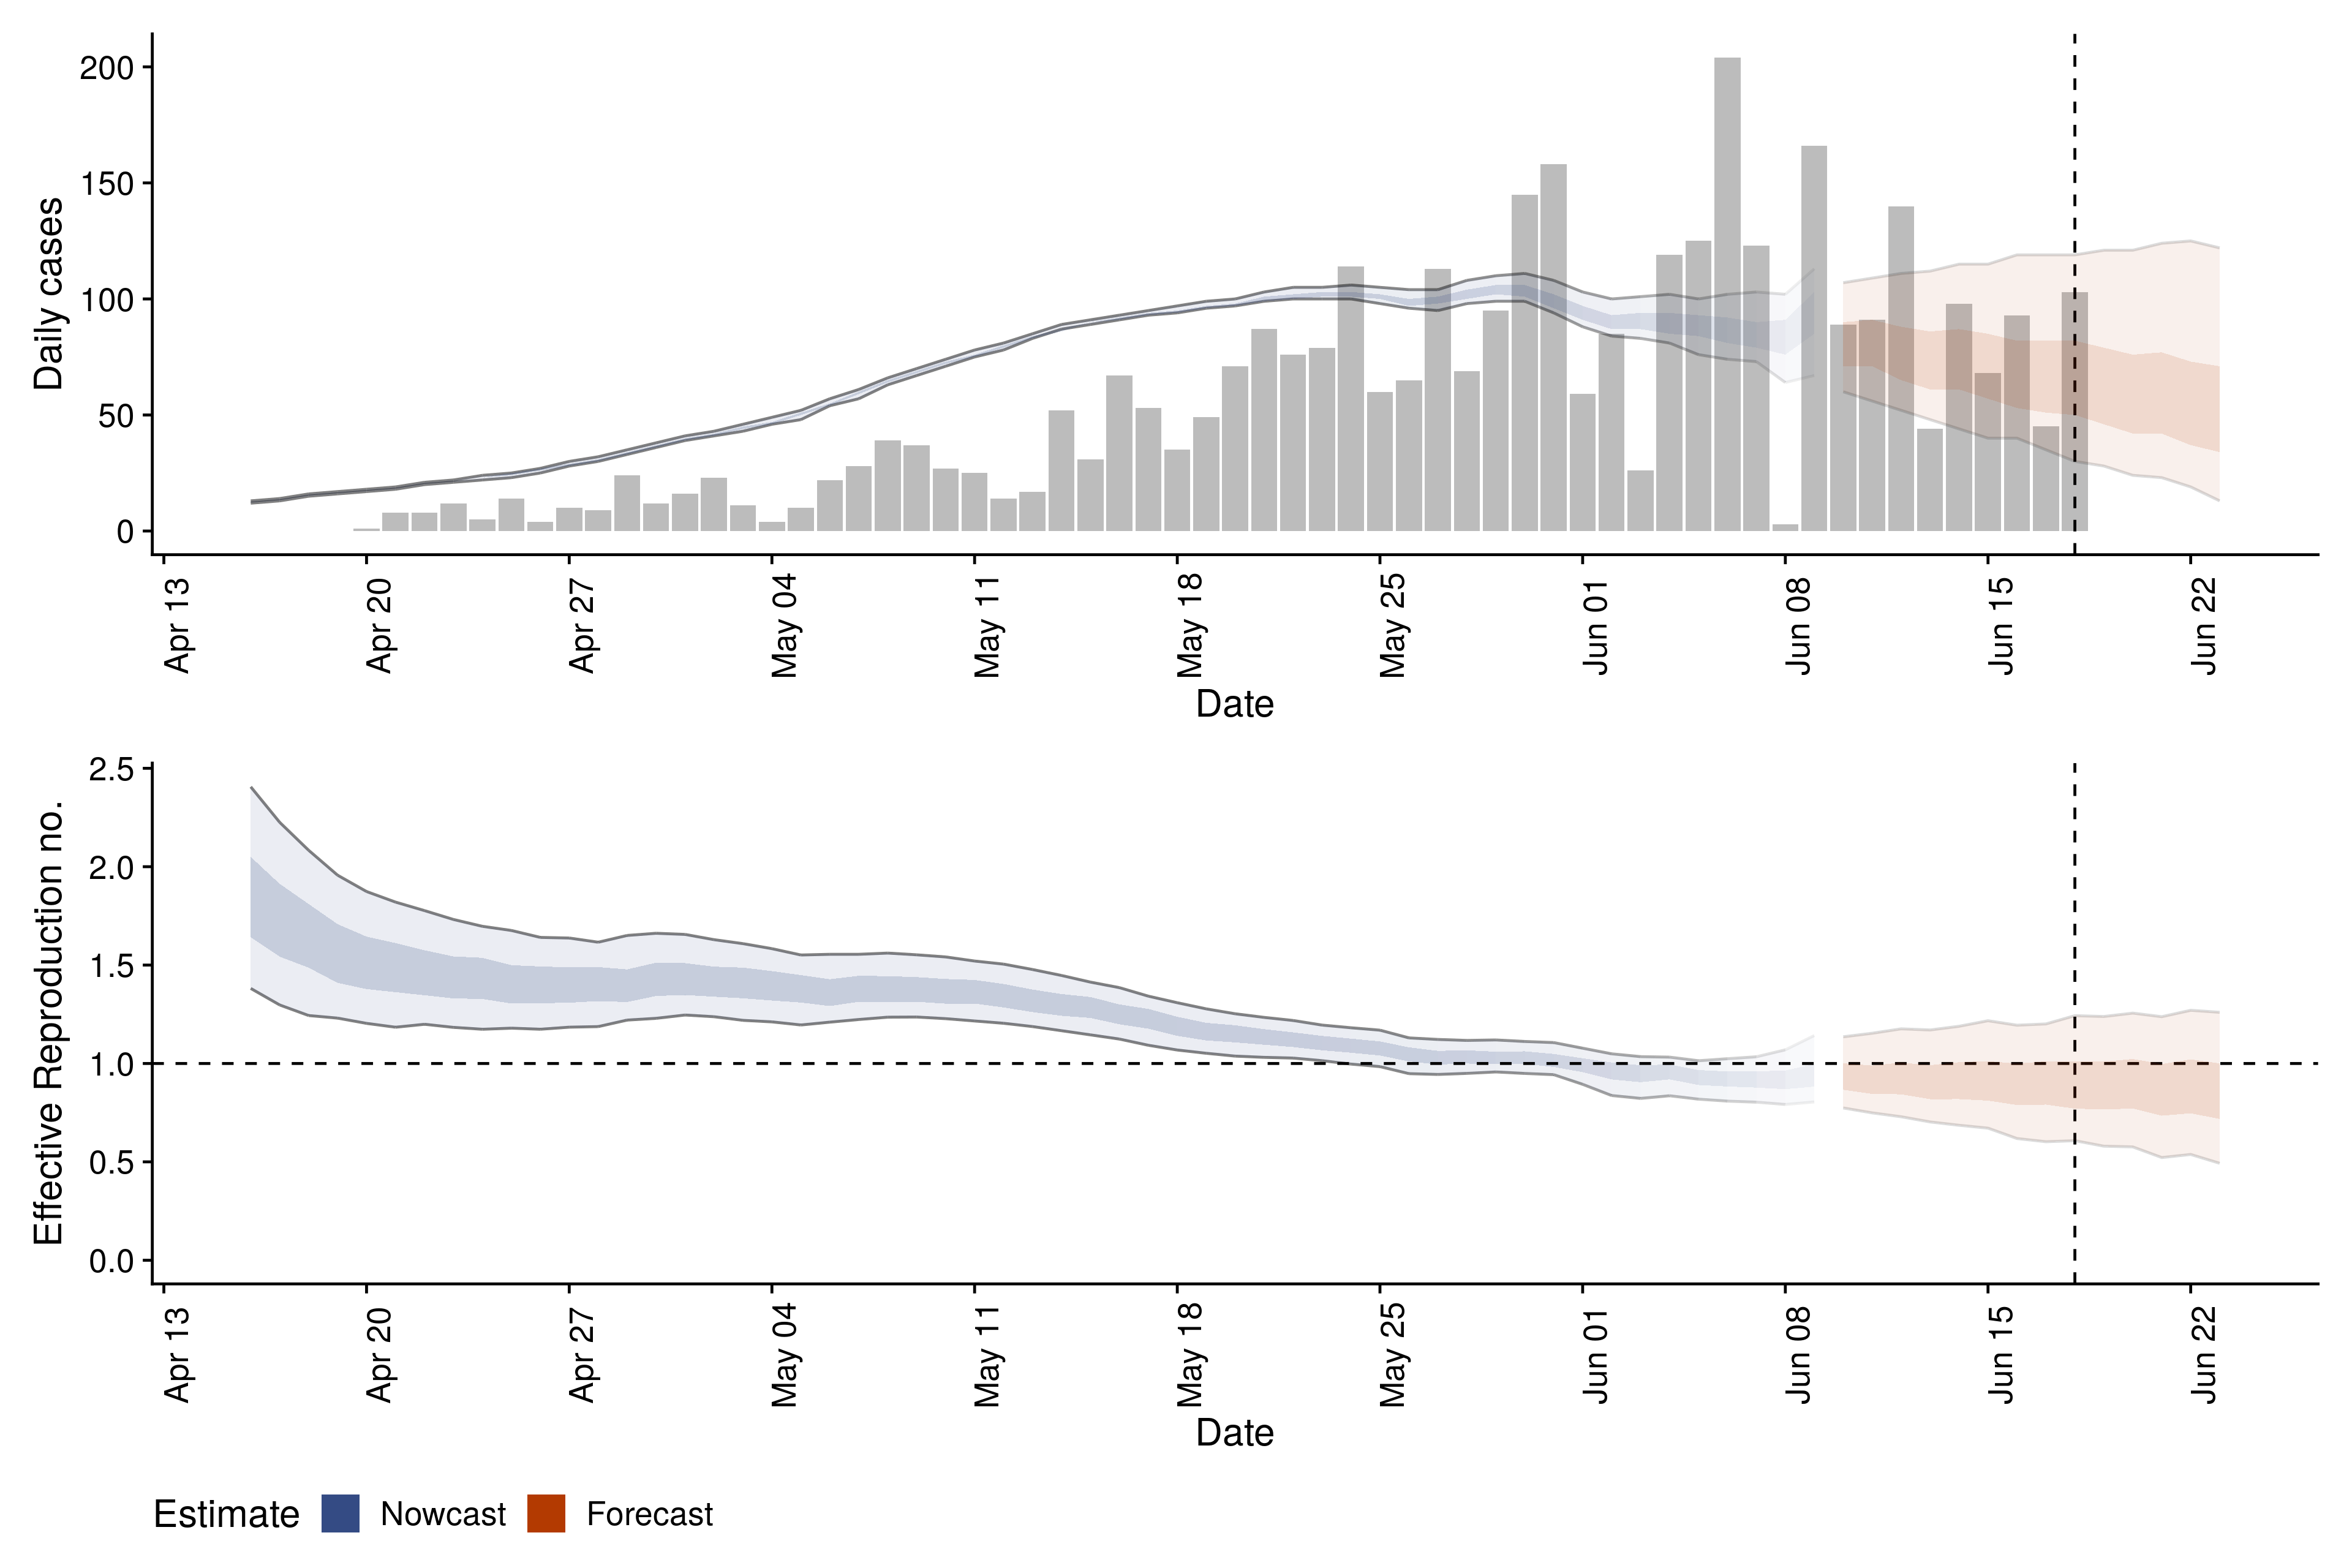 Daily cases
200
150
100
50
0
Apr 13
Apr 20
Apr 27
May 04
May 11
May 18
May 25
Jun 01
Jun 08
Jun 15
Jun 22
Date
Effective Reproduction no.
2.5
2.0
1.5
1.0
0.5
0.0
Apr 13
Apr 20
Apr 27
May 04
May 11
May 18
May 25
Jun 01
Jun 08
Jun 15
Jun 22
Date
Estimate Nowcast Forecast